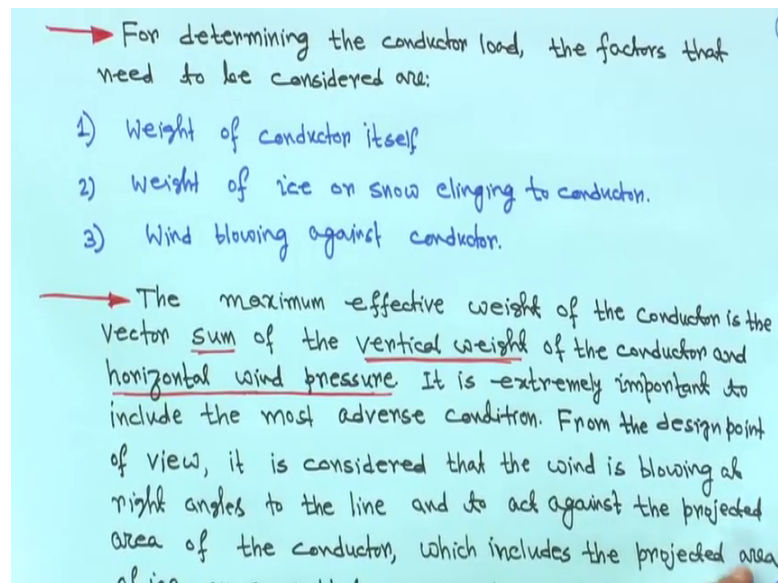 For determining the conductor load, the factors that
need to be considered are:
1) Weight of conductor itself
2) Weight of ice or snow clinging to conductor.
3) Wind blowing against conductor.
The maximum effective weight of the conductor is the
vector sum of the vertical weight of the conductor and
horizontal wind pressure. It is extremely important to
include the most adverse condition. From the design point
of view, it is considered that the wind is blowing at
right angles to the line and to act against the projected
area of the conductor, which includes the projected area
of ice